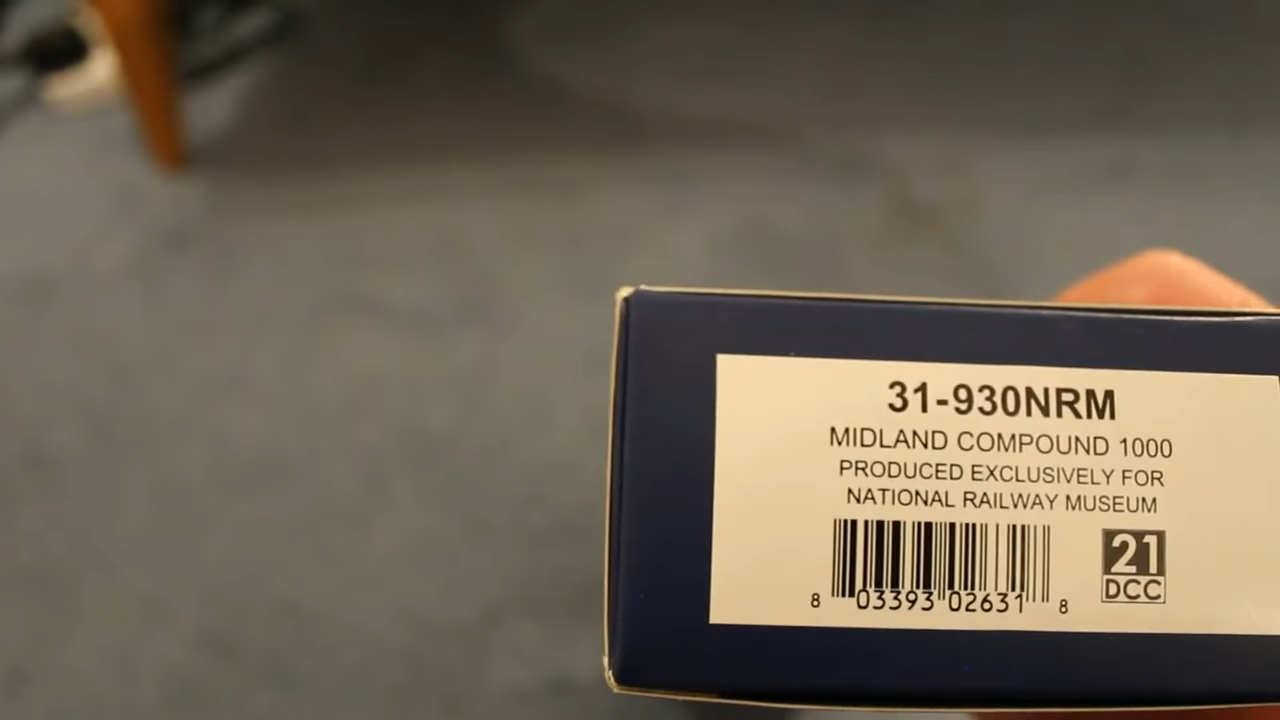 31-930NRM
MIDLAND COMPOUND 1000
PRODUCED EXCLUSIVELY FOR
NATIONAL RAILWAY MUSEUM
8 03393 02631 8
21
DCC